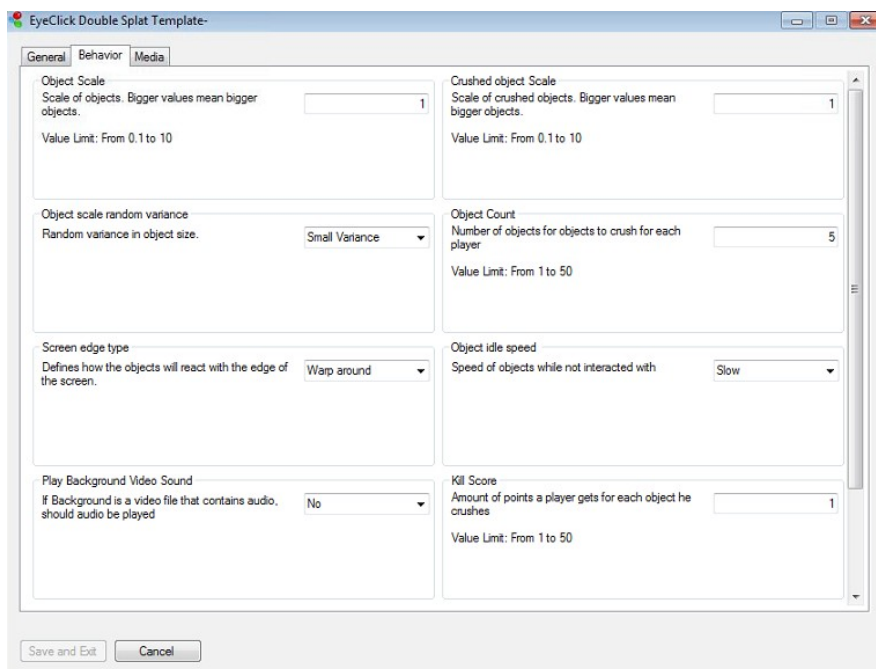 EyeClick Double Splat Template-
General Behavior Media
Object Scale
Scale of objects. Bigger values mean bigger
objects.
1
Value Limit: From 0.1 to 10
Crushed object Scale
Scale of crushed objects. Bigger values mean
bigger objects.
1
Value Limit: From 0.1 to 10
Object scale random variance
Random variance in object size.
Small Variance
Object Count
Number of objects for objects to crush for each
player
5
Value Limit: From 1 to 50
Screen edge type
Defines how the objects will react with the edge of
the screen.
Warp around
Object idle speed
Speed of objects while not interacted with
Slow
Play Background Video Sound
If Background is a video file that contains audio,
should audio be played
No
Kill Score
Amount of points a player gets for each object he
crushes
1
Value Limit: From 1 to 50
Save and Exit Cancel